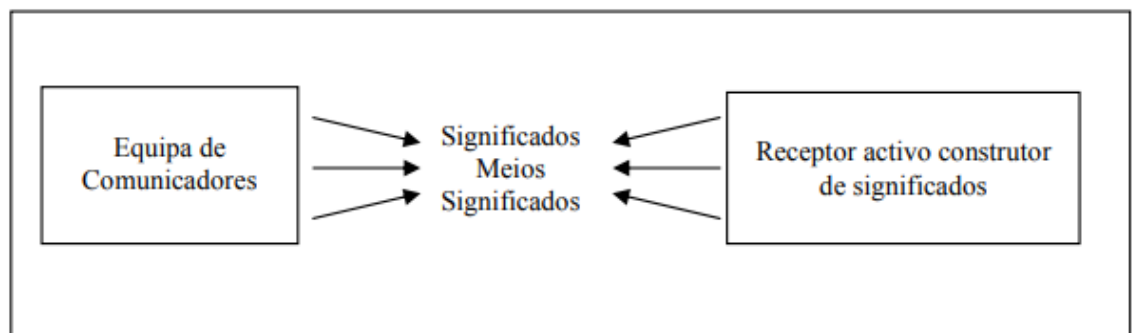 Equipa de
Comunicadores
Significados
Meios
Significados
Receptor activo construtor
de significados